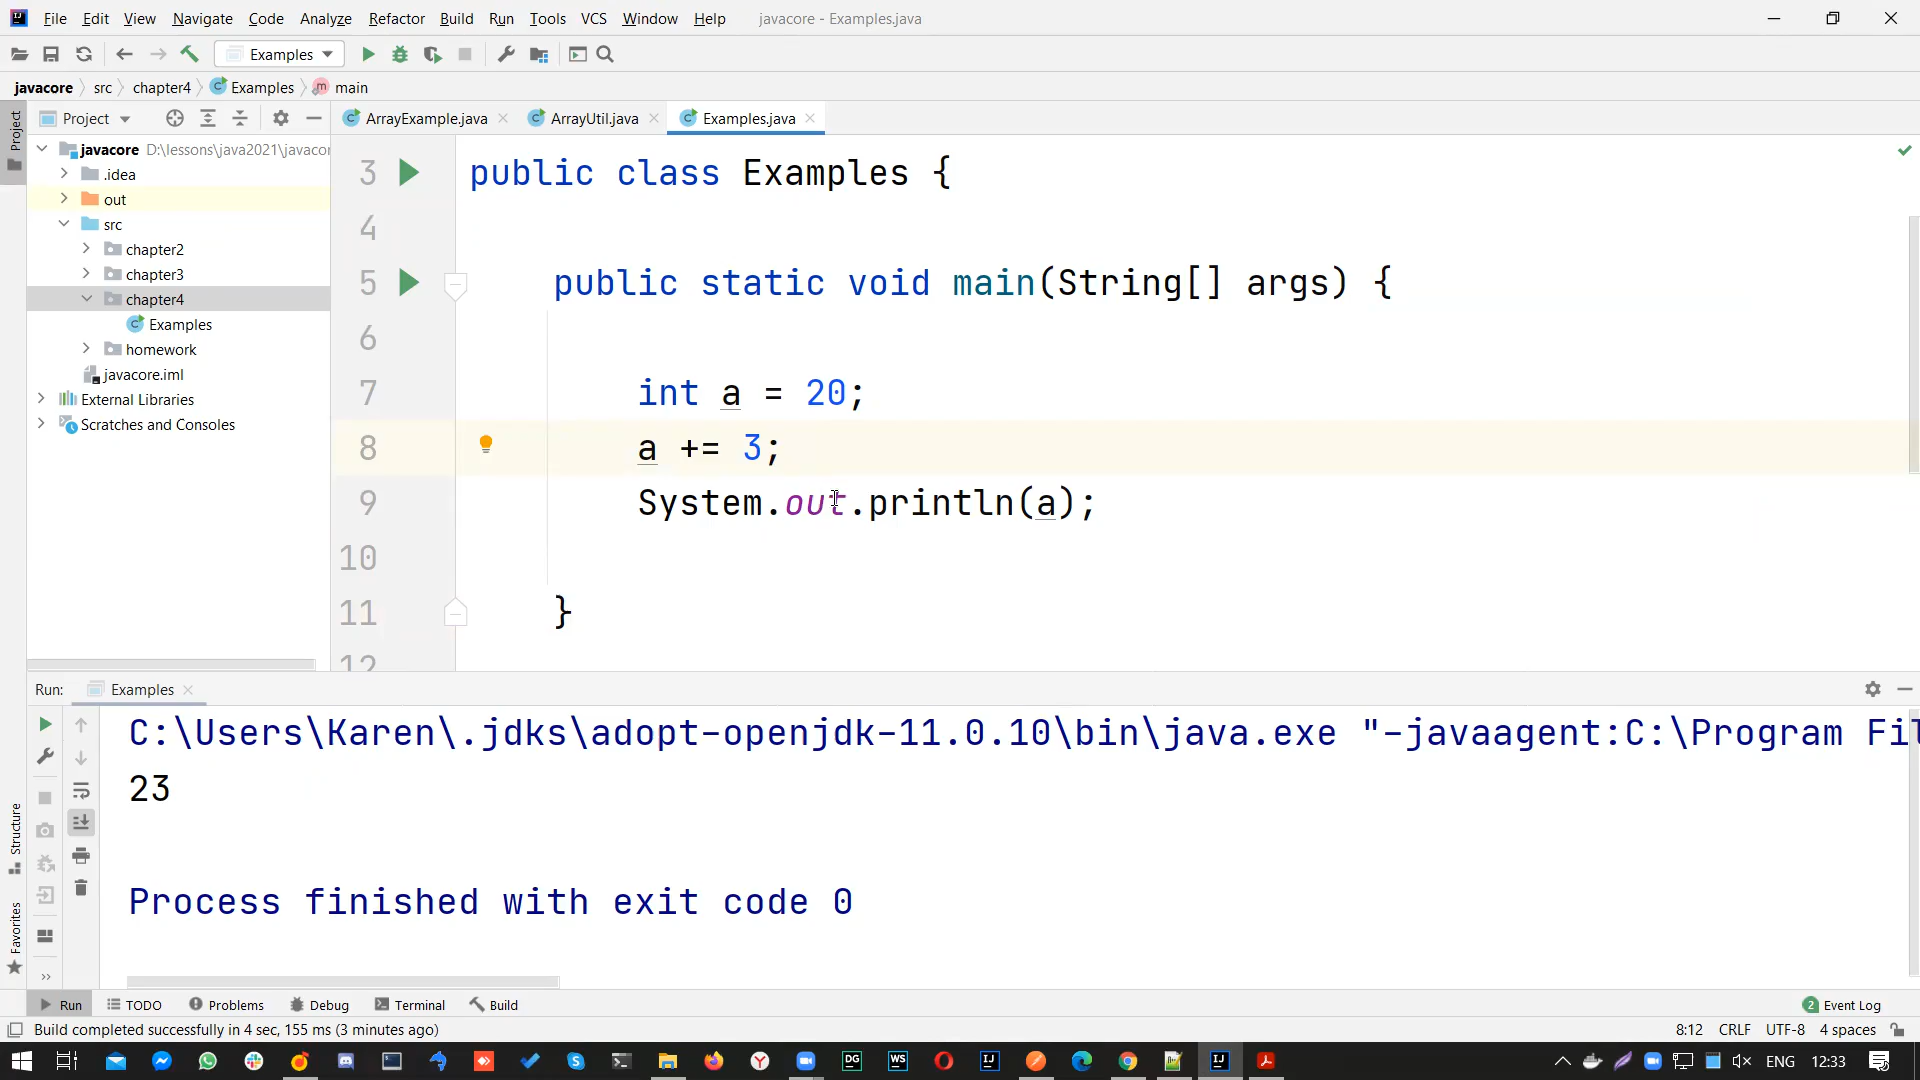 File Edit View Navigate Code Analyze Refactor Build Run Tools VCS Window Help javacore - Examples.java
Examples
javacore src chapter4 Examples main
Project ArrayExample.java ArrayUtil.java Examples.java
Project
javacore D:\lessons\java2021\javacor
.idea
out
src
chapter2
chapter3
chapter4
Examples
homework
javacore.iml
External Libraries
Scratches and Consoles
3 public class Examples {
4
5 public static void main(String[] args) {
6
7 int a = 20;
8 a += 3;
9 System.out.println(a);
10
11 }
12
Run: Examples
C:\Users\Karen\.jdks\adopt-openjdk-11.0.10\bin\java.exe "-javaagent:C:\Program Fil
23
Process finished with exit code 0
Structure
Favorites
Run TODO Problems Debug Terminal Build 2 Event Log
Build completed successfully in 4 sec, 155 ms (3 minutes ago) 8:12 CRLF UTF-8 4 spaces
DG WS IJ IJ ENG 12:33